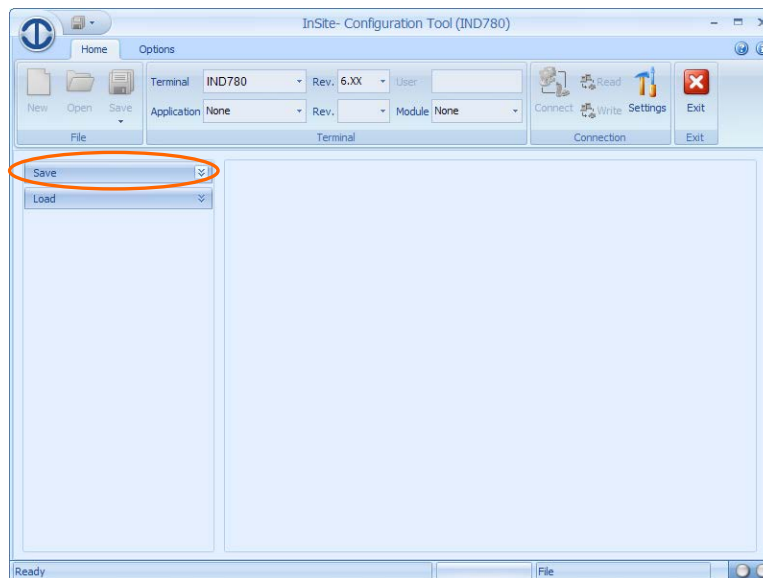 InSite- Configuration Tool (IND780)
Home Options
Terminal IND780 Rev. 6.XX User
New Open Save Connect Read Write Settings Exit
Application None Rev. Module None
File Terminal Connection Exit
Save
Load
Ready File